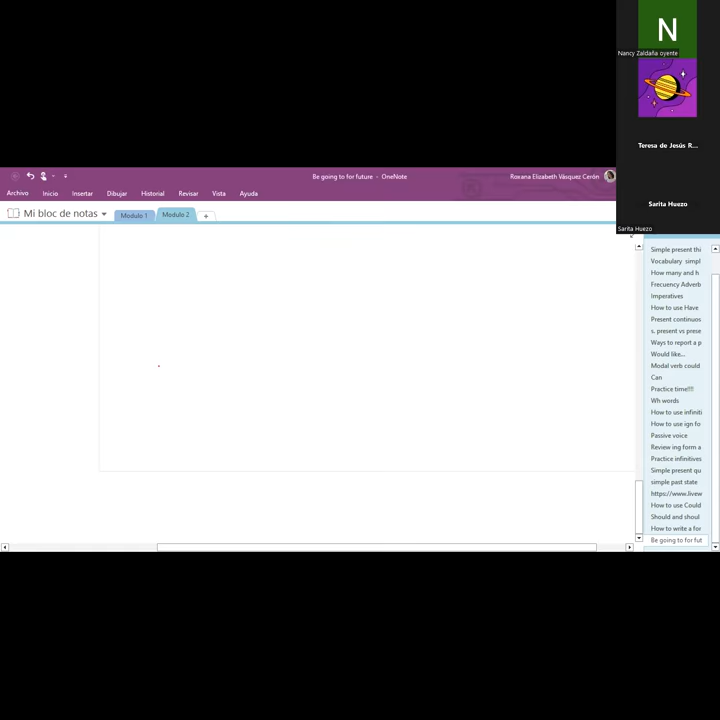 N
Nancy Zaldaña oyente
Teresa de Jesús R...
Sarita Huezo
Sarita Huezo
Be going to for future - OneNote
Roxana Elizabeth Vásquez Cerón
Archivo Inicio Insertar Dibujar Historial Revisar Vista Ayuda
Mi bloc de notas Modulo 1 Modulo 2 +
Simple present thi
Vocabulary simpl
How many and h
Frecuency Adverb
Imperatives
How to use Have
Present continuos
s. present vs prese
Ways to report a p
Would like...
Modal verb could
Can
Practice time!!!!
Wh words
How to use infiniti
How to use ign fo
Passive voice
Review ing form a
Practice infinitives
Simple present qu
simple past state
https://www.livew
How to use Could
Should and shoul
How to write a for
Be going to for fut